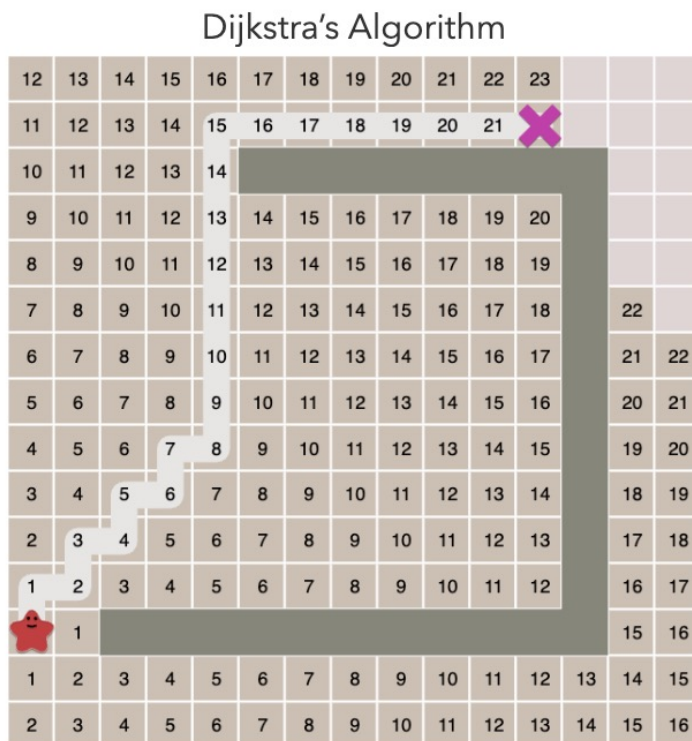 Dijkstra's Algorithm
12 13 14 15 16 17 18 19 20 21 22 23
11 12 13 14 15 16 17 18 19 20 21
10 11 12 13 14
9 10 11 12 13 14 15 16 17 18 19 20
8 9 10 11 12 13 14 15 16 17 18 19
7 8 9 10 11 12 13 14 15 16 17 18 22
6 7 8 9 10 11 12 13 14 15 16 17 21 22
5 6 7 8 9 10 11 12 13 14 15 16 20 21
4 5 6 7 8 9 10 11 12 13 14 15 19 20
3 4 5 6 7 8 9 10 11 12 13 14 18 19
2 3 4 5 6 7 8 9 10 11 12 13 17 18
1 2 3 4 5 6 7 8 9 10 11 12 16 17
1 15 16
1 2 3 4 5 6 7 8 9 10 11 12 13 14 15
2 3 4 5 6 7 8 9 10 11 12 13 14 15 16